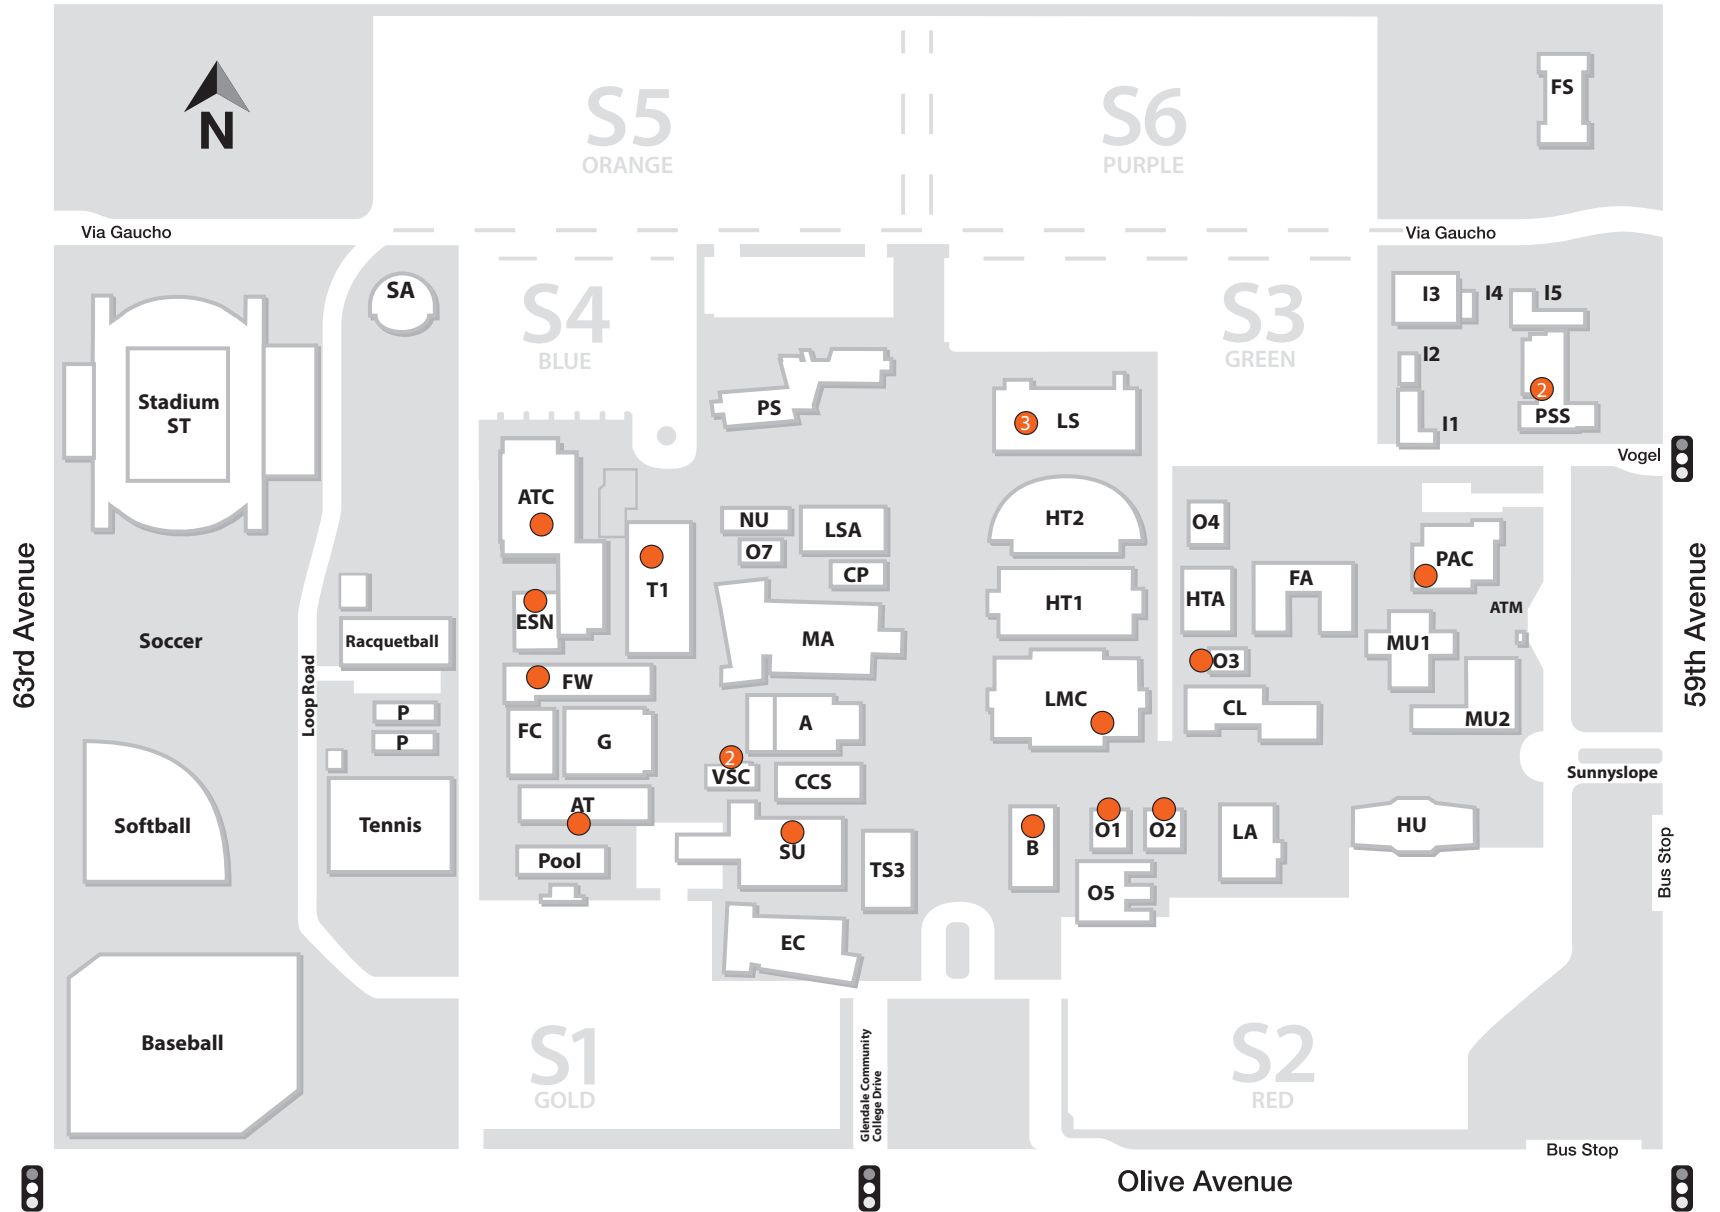 N
S5
ORANGE
S6
PURPLE
FS
Via Gaucho
Via Gaucho
SA
S4
BLUE
S3
GREEN
I3
I4
I5
I2
I1
2
PSS
Stadium
ST
PS
3
LS
Vogel
ATC
NU
LSA
O7
CP
T1
ESN
HT2
O4
PAC
HT1
HTA
FA
ATM
63rd Avenue
59th Avenue
Soccer
Racquetball
Loop Road
P
P
MA
FW
MU1
MU2
O3
LMC
CL
FC
G
A
2
VSC
CCS
Sunnyslope
Softball
Tennis
AT
Pool
SU
TS3
B
O1
O2
LA
HU
O5
Bus Stop
EC
Baseball
S1
GOLD
S2
RED
Glendale Community
College Drive
Bus Stop
Olive Avenue